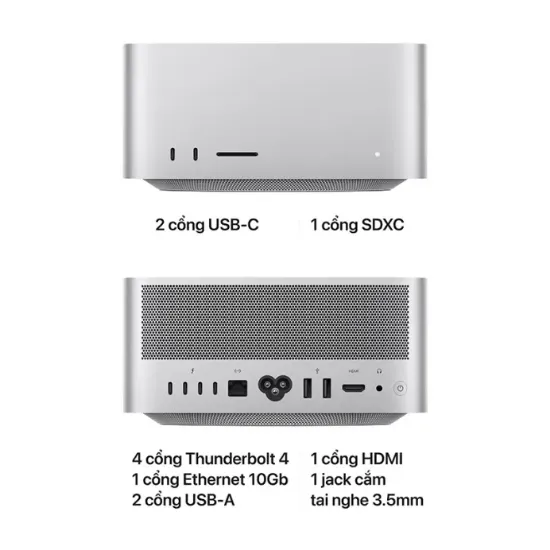 2 cổng USB-C
1 cổng SDXC
HDMI
4 cổng Thunderbolt 4
1 cổng Ethernet 10Gb
2 cổng USB-A
1 cổng HDMI
1 jack cắm
tai nghe 3.5mm